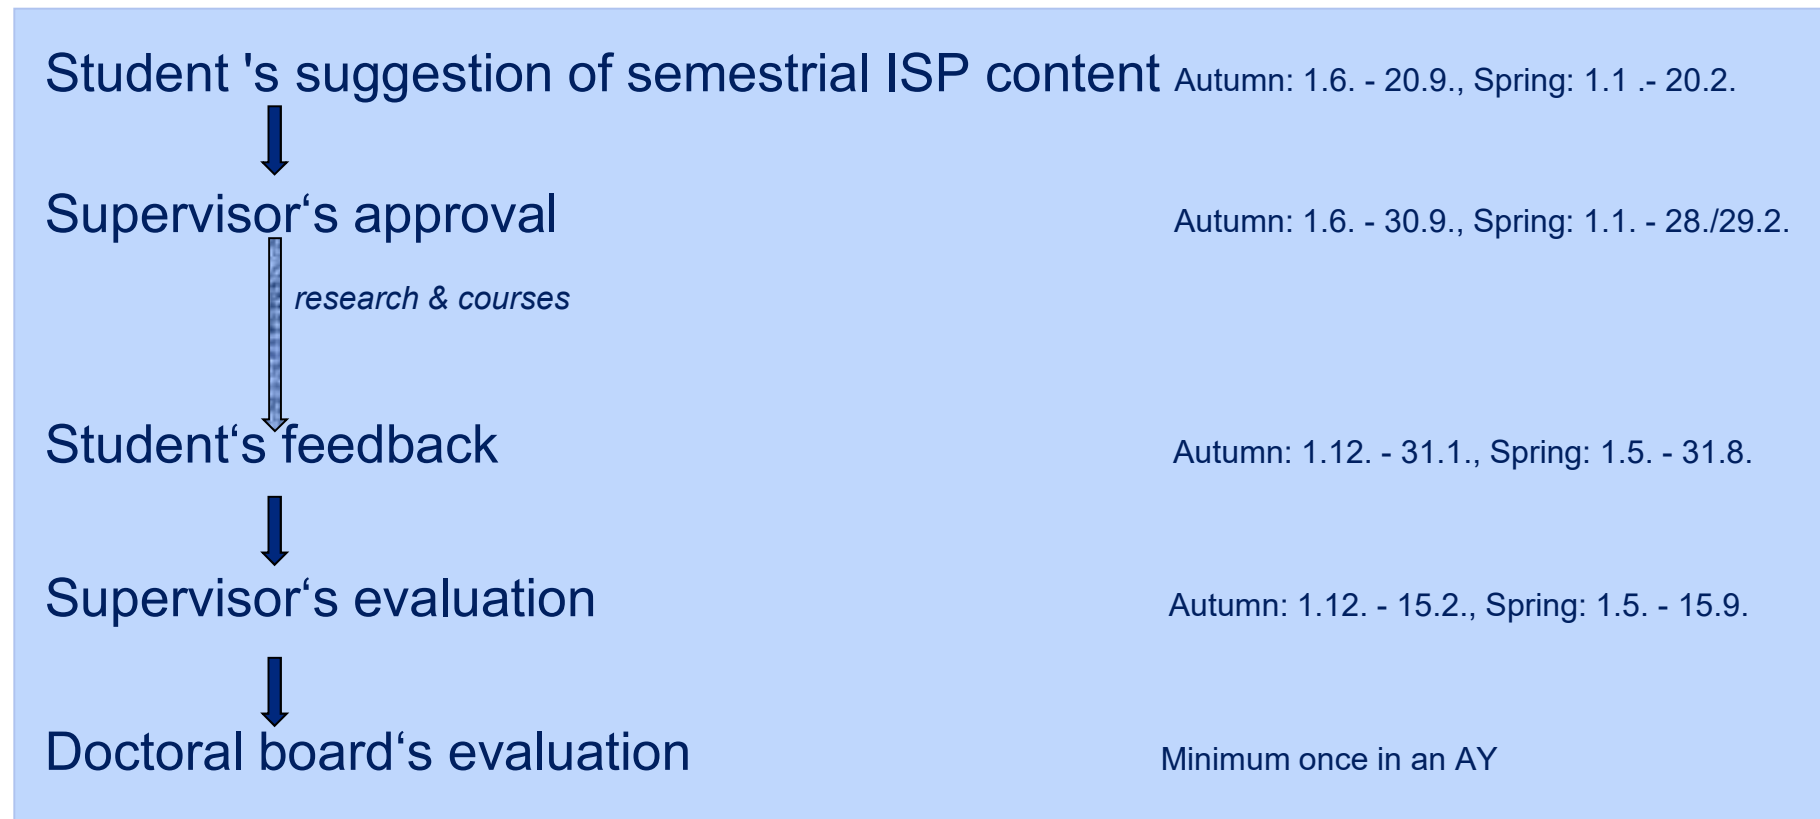 Student 's suggestion of semestrial ISP content Autumn: 1.6. - 20.9., Spring: 1.1 .- 20.2.
Supervisor‘s approval Autumn: 1.6. - 30.9., Spring: 1.1. - 28./29.2.
research & courses
Student‘s feedback Autumn: 1.12. - 31.1., Spring: 1.5. - 31.8.
Supervisor‘s evaluation Autumn: 1.12. - 15.2., Spring: 1.5. - 15.9.
Doctoral board‘s evaluation Minimum once in an AY